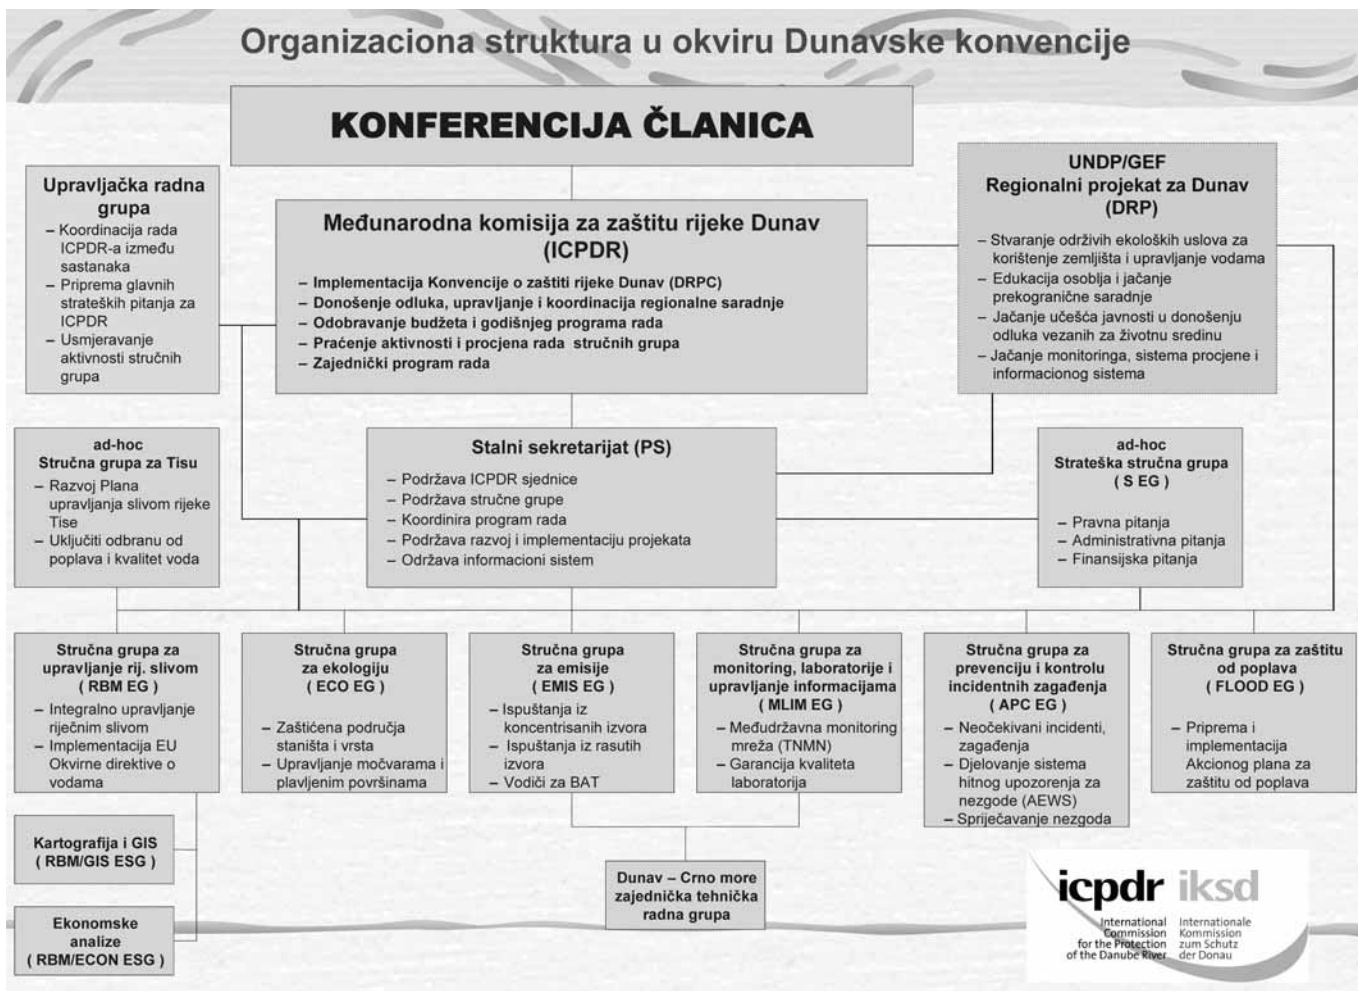 Organizaciona struktura u okviru Dunavske konvencije
KONFERENCIJA ČLANICA
Upravljačka radna
grupa
– Koordinacija rada
ICPDR-a između
sastanaka
– Priprema glavnih
strateških pitanja za
ICPDR
– Usmjeravanje
aktivnosti stručnih
grupa
Međunarodna komisija za zaštitu rijeke Dunav
(ICPDR)
– Implementacija Konvencije o zaštiti rijeke Dunav (DRPC)
– Donošenje odluka, upravljanje i koordinacija regionalne saradnje
– Odobravanje budžeta i godišnjeg programa rada
– Praćenje aktivnosti i procjena rada stručnih grupa
– Zajednički program rada
UNDP/GEF
Regionalni projekat za Dunav
(DRP)
– Stvaranje održivih ekoloških uslova za
korištenje zemljišta i upravljanje vodama
– Edukacija osoblja i jačanje
prekogranične saradnje
– Jačanje učešća javnosti u donošenju
odluka vezanih za životnu sredinu
– Jačanje monitoringa, sistema procjene i
informacionog sistema
ad-hoc
Stručna grupa za Tisu
– Razvoj Plana
upravljanja slivom rijeke
Tise
– Uključiti odbranu od
poplava i kvalitet voda
Stalni sekretarijat (PS)
– Podržava ICPDR sjednice
– Podržava stručne grupe
– Koordinira program rada
– Podržava razvoj i implementaciju projekata
– Održava informacioni sistem
ad-hoc
Strateška stručna grupa
( S EG )
– Pravna pitanja
– Administrativna pitanja
– Finansijska pitanja
Stručna grupa za
upravljanje rij. slivom
( RBM EG )
– Integralno upravljanje
riječnim slivom
– Implementacija EU
Okvirne direktive o
vodama
Stručna grupa
za ekologiju
( ECO EG )
– Zaštićena područja
staništa i vrsta
– Upravljanje močvarama i
plavljenim površinama
Stručna grupa
za emisije
( EMIS EG )
– Ispuštanja iz
koncentrisanih izvora
– Ispuštanja iz rasutih
izvora
– Vodiči za BAT
Stručna grupa za
monitoring, laboratorije i
upravljanje informacijama
( MLIM EG )
– Međudržavna monitoring
mreža (TNMN)
– Garancija kvaliteta
laboratorija
Stručna grupa za
prevenciju i kontrolu
incidentnih zagađenja
( APC EG )
– Neočekivani incidenti,
zagađenja
– Djelovanje sistema
hitnog upozorenja za
nezgode (AEWS)
– Spriječavanje nezgoda
Stručna grupa za zaštitu
od poplava
( FLOOD EG )
– Priprema i
implementacija
Akcionog plana za
zaštitu od poplava
Kartografija i GIS
( RBM/GIS ESG )
Ekonomske
analize
( RBM/ECON ESG )
Dunav – Crno more
zajednička tehnička
radna grupa
icpdr iksd
International
Commission
for the Protection
of the Danube River
Internationale
Kommission
zum Schutz
der Donau